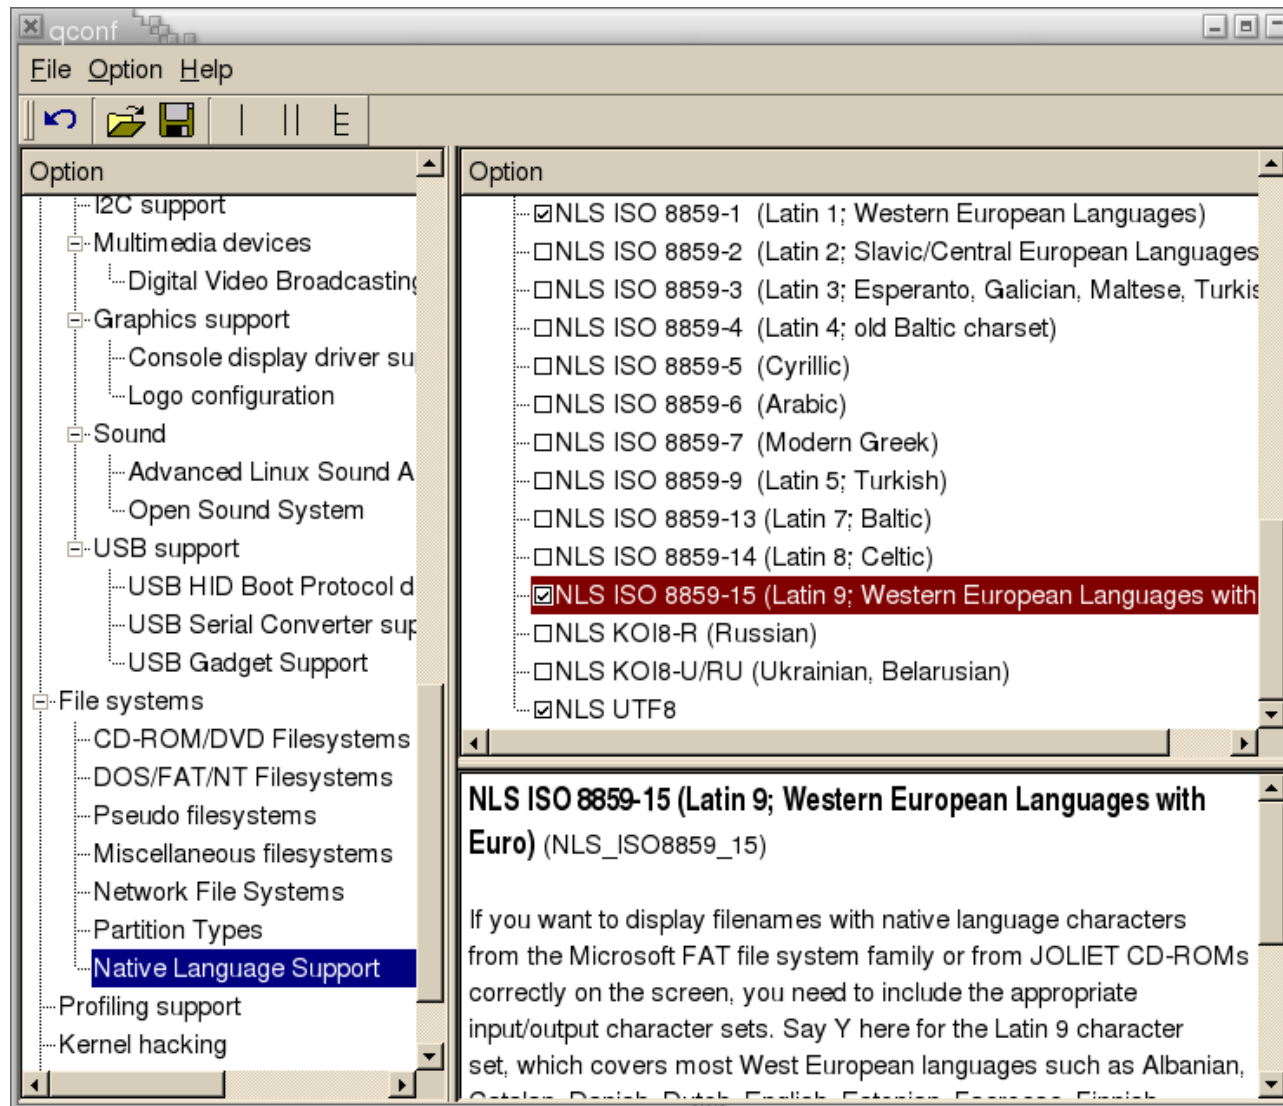 qconf
File Option Help
Option
I2C support
Multimedia devices
Digital Video Broadcasting
Graphics support
Console display driver su
Logo configuration
Sound
Advanced Linux Sound A
Open Sound System
USB support
USB HID Boot Protocol d
USB Serial Converter sup
USB Gadget Support
File systems
CD-ROM/DVD Filesystems
DOS/FAT/NT Filesystems
Pseudo filesystems
Miscellaneous filesystems
Network File Systems
Partition Types
Native Language Support
Profiling support
Kernel hacking
Option
NLS ISO 8859-1 (Latin 1; Western European Languages)
NLS ISO 8859-2 (Latin 2; Slavic/Central European Languages
NLS ISO 8859-3 (Latin 3; Esperanto, Galician, Maltese, Turkis
NLS ISO 8859-4 (Latin 4; old Baltic charset)
NLS ISO 8859-5 (Cyrillic)
NLS ISO 8859-6 (Arabic)
NLS ISO 8859-7 (Modern Greek)
NLS ISO 8859-9 (Latin 5; Turkish)
NLS ISO 8859-13 (Latin 7; Baltic)
NLS ISO 8859-14 (Latin 8; Celtic)
NLS ISO 8859-15 (Latin 9; Western European Languages with
NLS KOI8-R (Russian)
NLS KOI8-U/RU (Ukrainian, Belarusian)
NLS UTF8
NLS ISO 8859-15 (Latin 9; Western European Languages with
Euro) (NLS_ISO8859_15)
If you want to display filenames with native language characters
from the Microsoft FAT file system family or from JOLIET CD-ROMs
correctly on the screen, you need to include the appropriate
input/output character sets. Say Y here for the Latin 9 character
set, which covers most West European languages such as Albanian,
Catalan, Danish, Dutch, English, Estonian, Faeroese, Finnish,